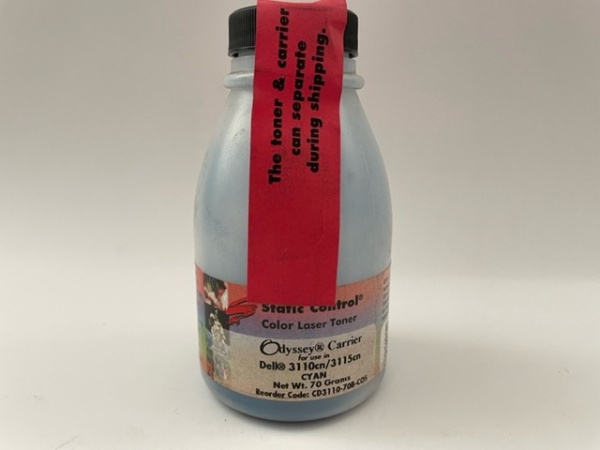 The toner & carrier
can separate
during shipping.
Static Control®
Color Laser Toner
Odyssey® Carrier
for use in
Dell® 3110cn/3115cn
CYAN
Net Wt. 70 Grams
Reorder Code: CD3110-70B-COS